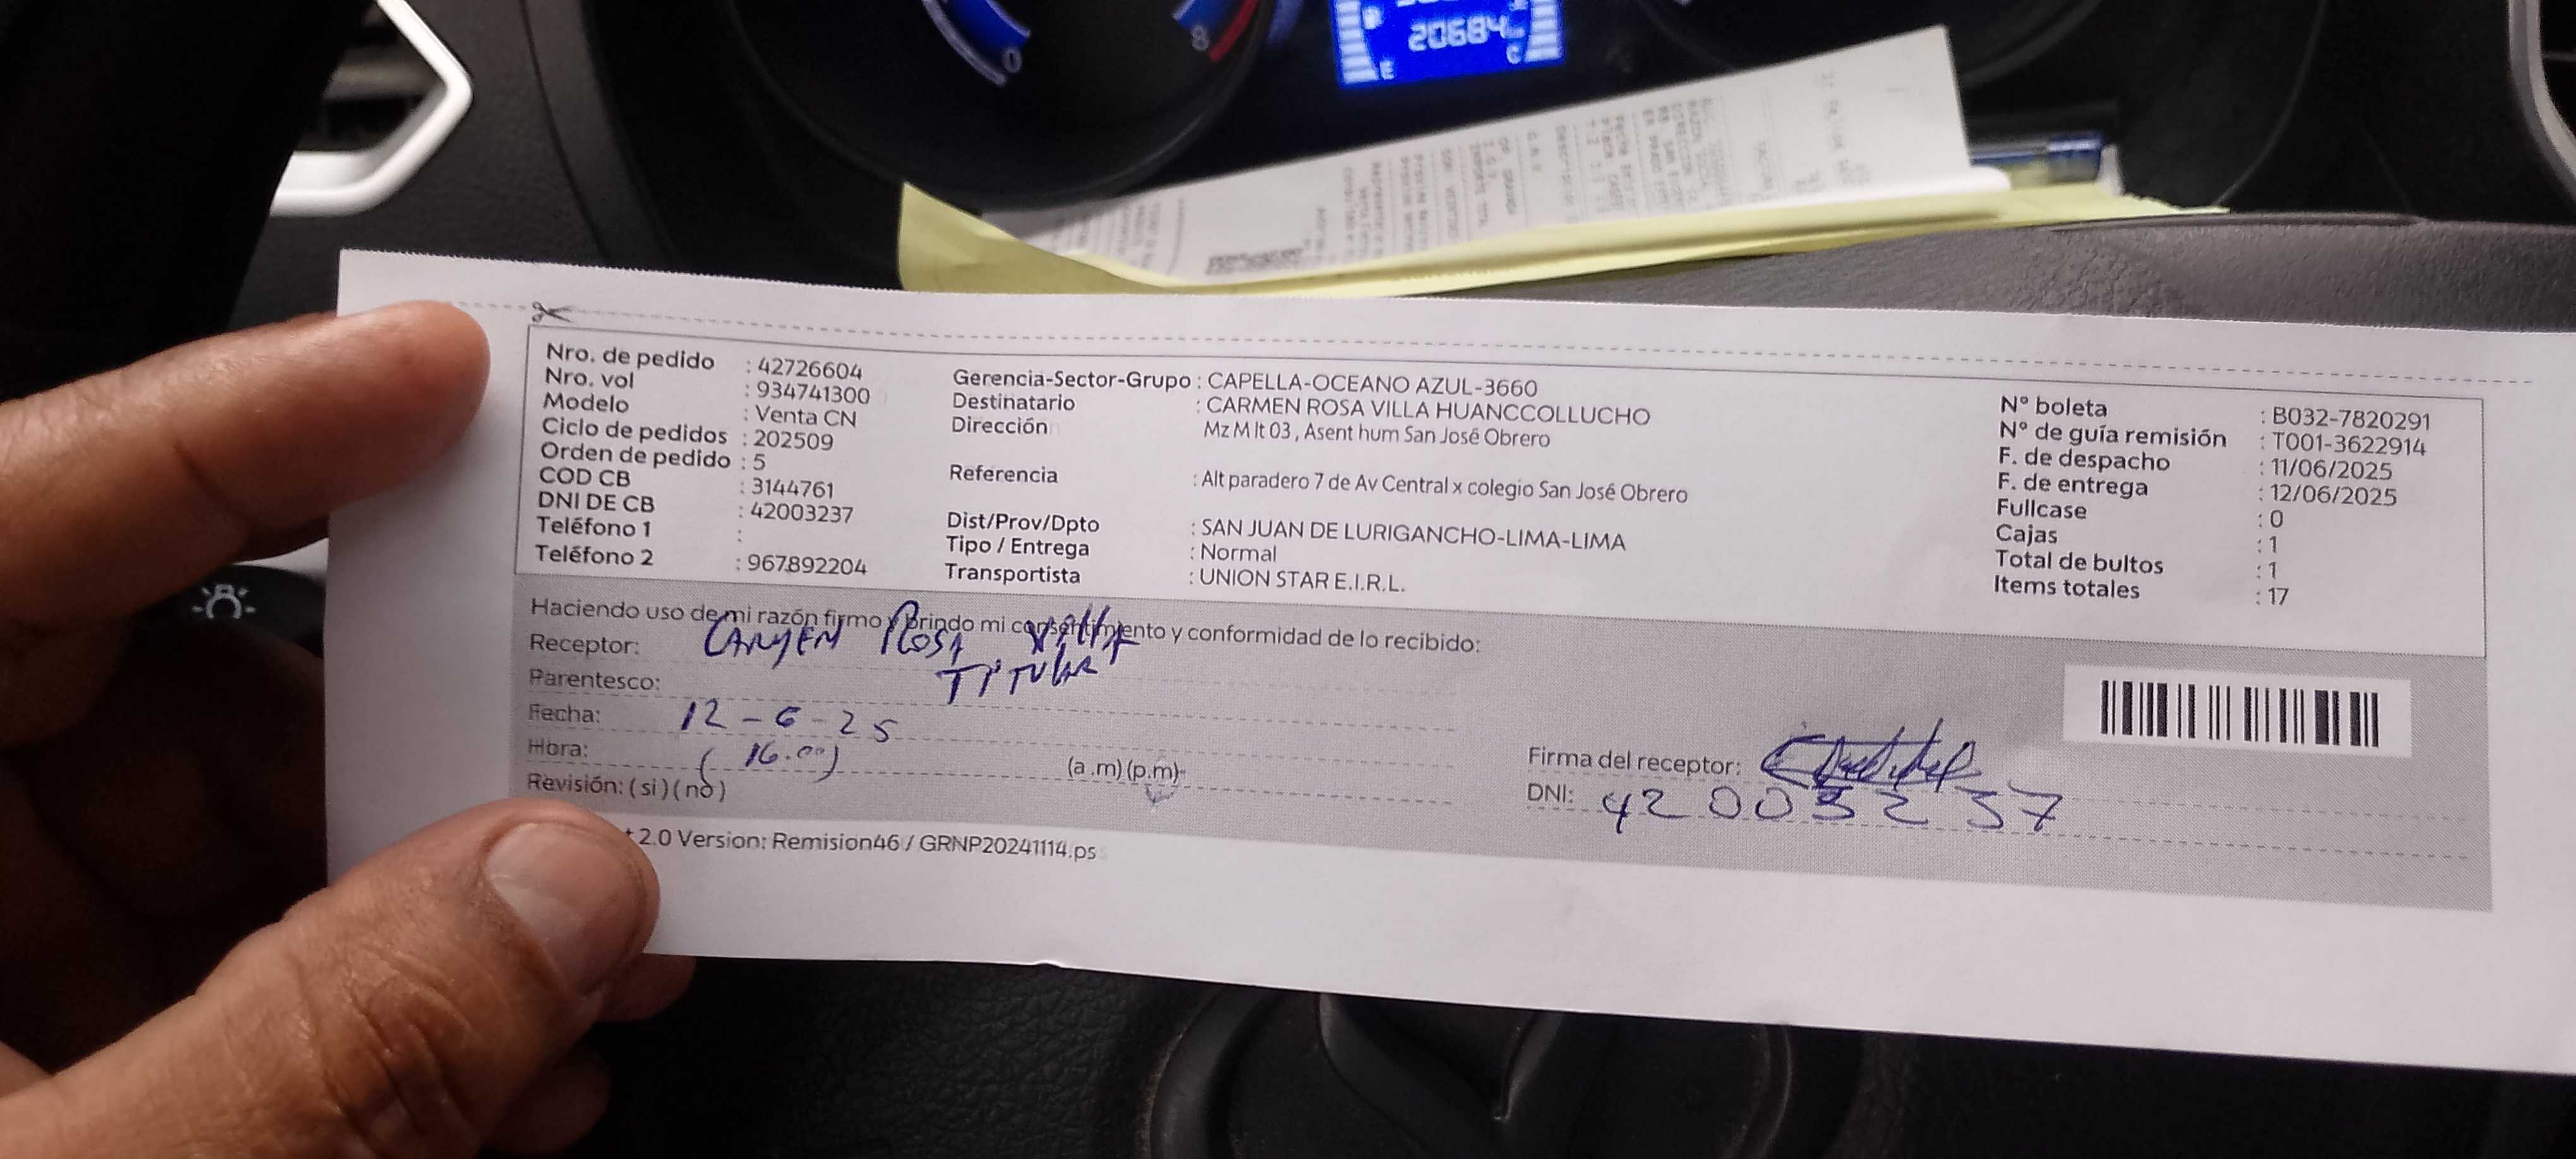 20684
E
C
0
8
Nro. de pedido : 42726604
Nro. vol : 934741300
Modelo : Venta CN
Ciclo de pedidos : 202509
Orden de pedido : 5
COD CB : 3144761
DNI DE CB : 42003237
Teléfono 1 :
Teléfono 2 : 967892204
Gerencia-Sector-Grupo : CAPELLA-OCEANO AZUL-3660
Destinatario : CARMEN ROSA VILLA HUANCCOLLUCHO
Dirección Mz M lt 03 , Asent hum San José Obrero
Referencia : Alt paradero 7 de Av Central x colegio San José Obrero
Dist/Prov/Dpto : SAN JUAN DE LURIGANCHO-LIMA-LIMA
Tipo / Entrega : Normal
Transportista : UNION STAR E.I.R.L.
N° boleta : B032-7820291
N° de guía remisión : T001-3622914
F. de despacho : 11/06/2025
F. de entrega : 12/06/2025
Fullcase : 0
Cajas : 1
Total de bultos : 1
Items totales : 17
Haciendo uso de mi razón firmo y brindo mi consentimiento y conformidad de lo recibido:
Receptor: CARMEN ROSA VILLA
Parentesco: TITULAR
Fecha: 12-6-25
Hora: (16.00) (a .m) (p.m)
Revisión: ( si ) ( no )
Firma del receptor:
DNI: 42003237
2.0 Version: Remision46 / GRNP20241114.ps